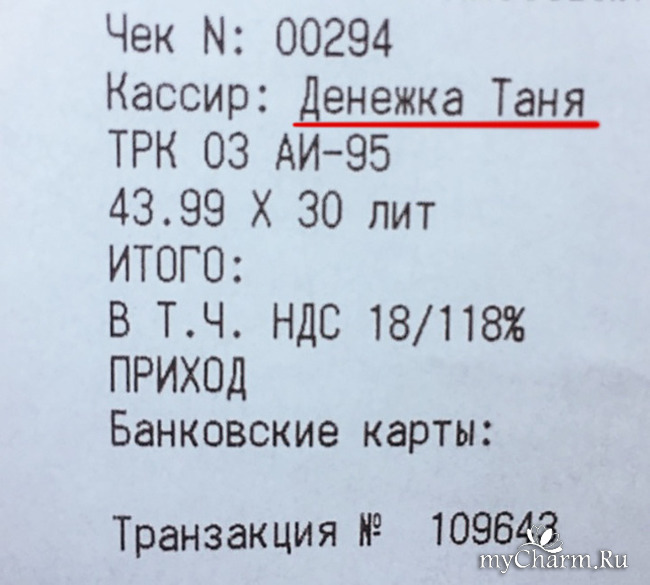 Чек N: 00294
Кассир: Денежка Таня
ТРК 03 АИ-95
43.99 X 30 лит
ИТОГО:
В Т.Ч. НДС 18/118%
ПРИХОД
Банковские карты:
Транзакция № 109643
myCharm.Ru